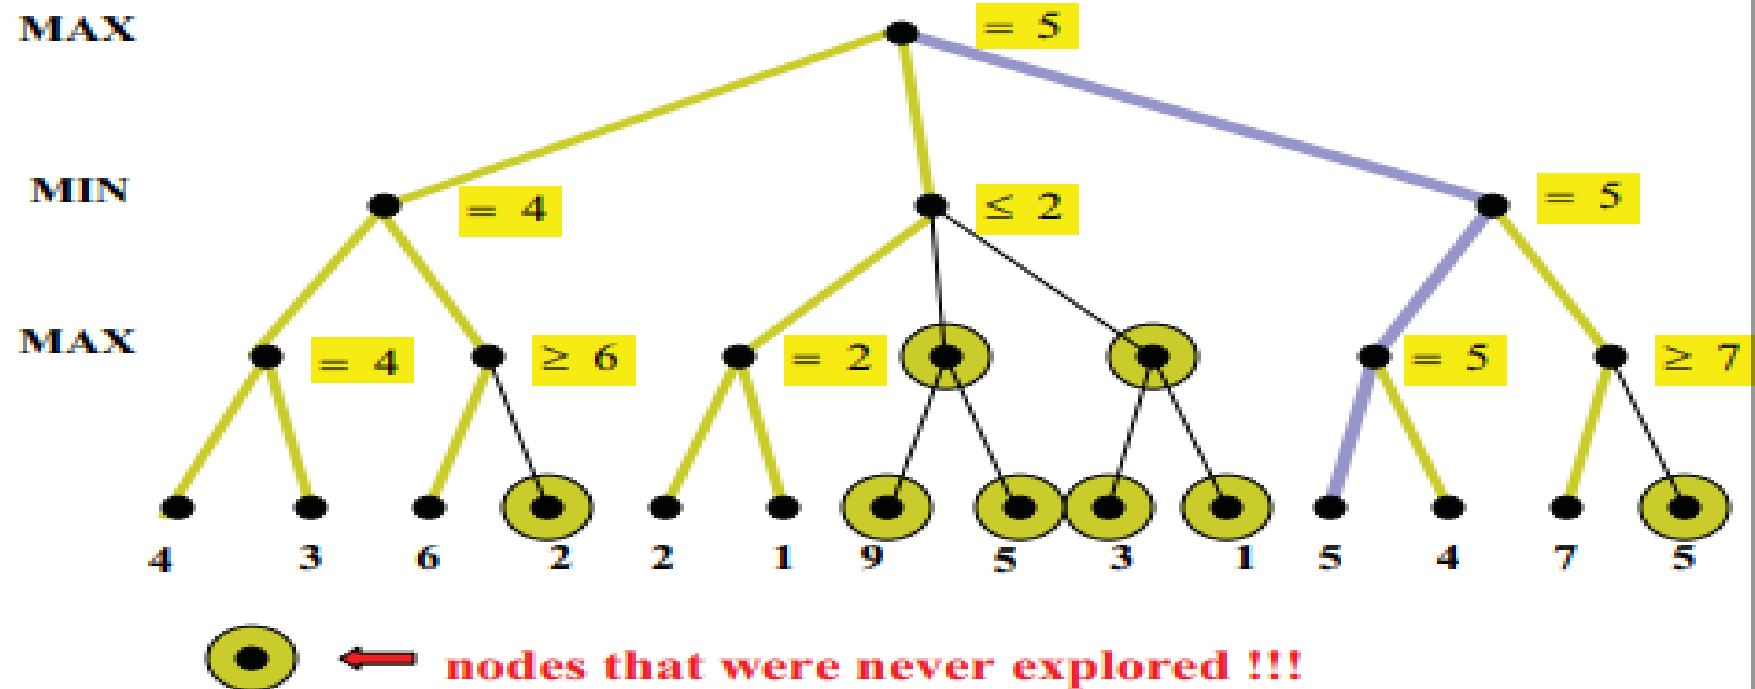 MAX = 5
MIN = 4 ≤ 2 = 5
MAX = 4 ≥ 6 = 2 = 5 ≥ 7
4 3 6 2 2 1 9 5 3 1 5 4 7 5
nodes that were never explored !!!